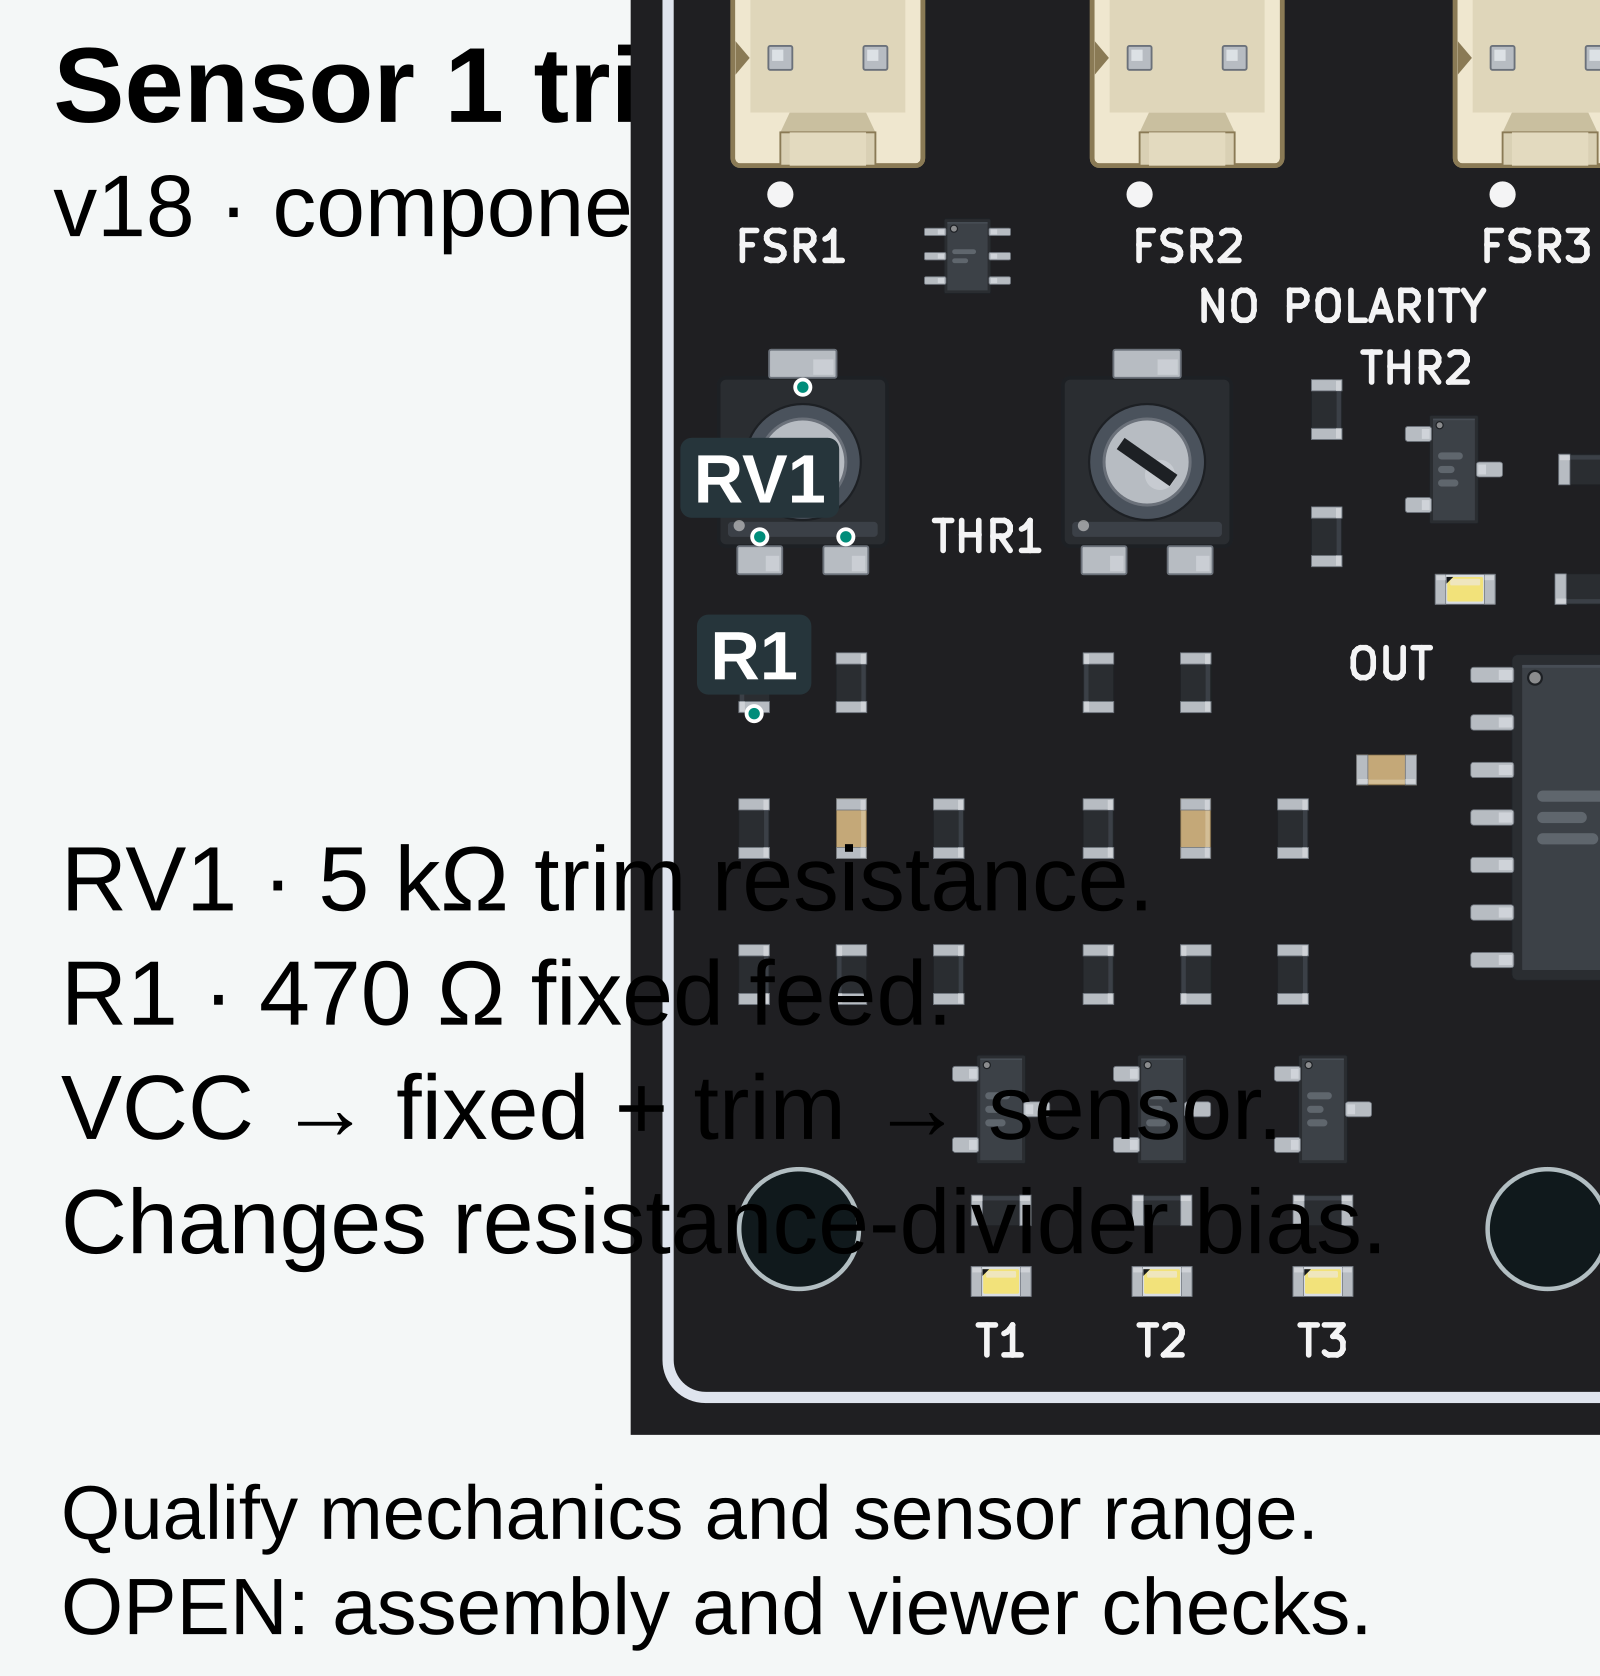 Sensor 1 tri
v18 · compone
FSR1
FSR2
FSR3
NO POLARITY
THR2
RV1
THR1
R1
OUT
RV1 · 5 kΩ trim resistance.
R1 · 470 Ω fixed feed.
VCC → fixed + trim → sensor.
Changes resistance-divider bias.
T1
T2
T3
Qualify mechanics and sensor range.
OPEN: assembly and viewer checks.